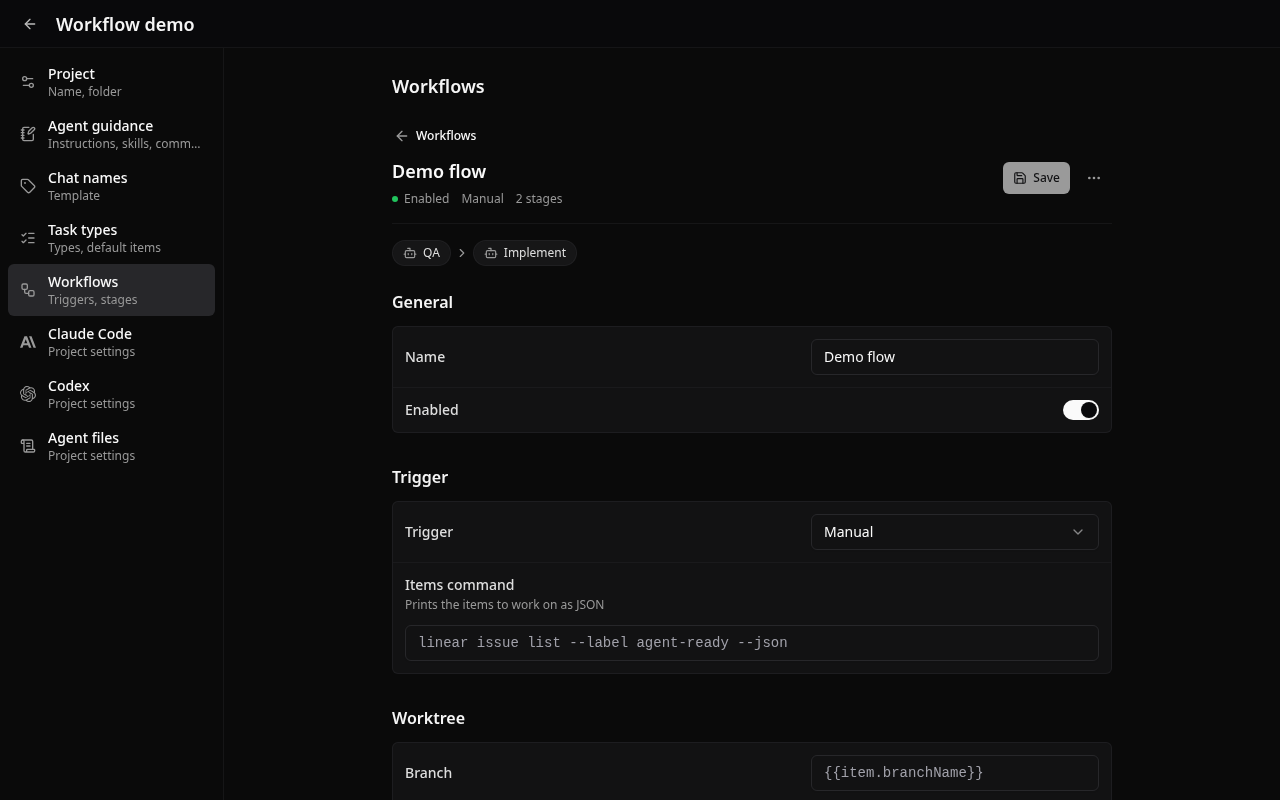 Workflow demo
Project
Name, folder
Agent guidance
Instructions, skills, comm...
Chat names
Template
Task types
Types, default items
Workflows
Triggers, stages
Claude Code
Project settings
Codex
Project settings
Agent files
Project settings
Workflows
Workflows
Demo flow
Save
Enabled Manual 2 stages
QA Implement
General
Name Demo flow
Enabled
Trigger
Trigger Manual
Items command
Prints the items to work on as JSON
linear issue list --label agent-ready --json
Worktree
Branch {{item.branchName}}